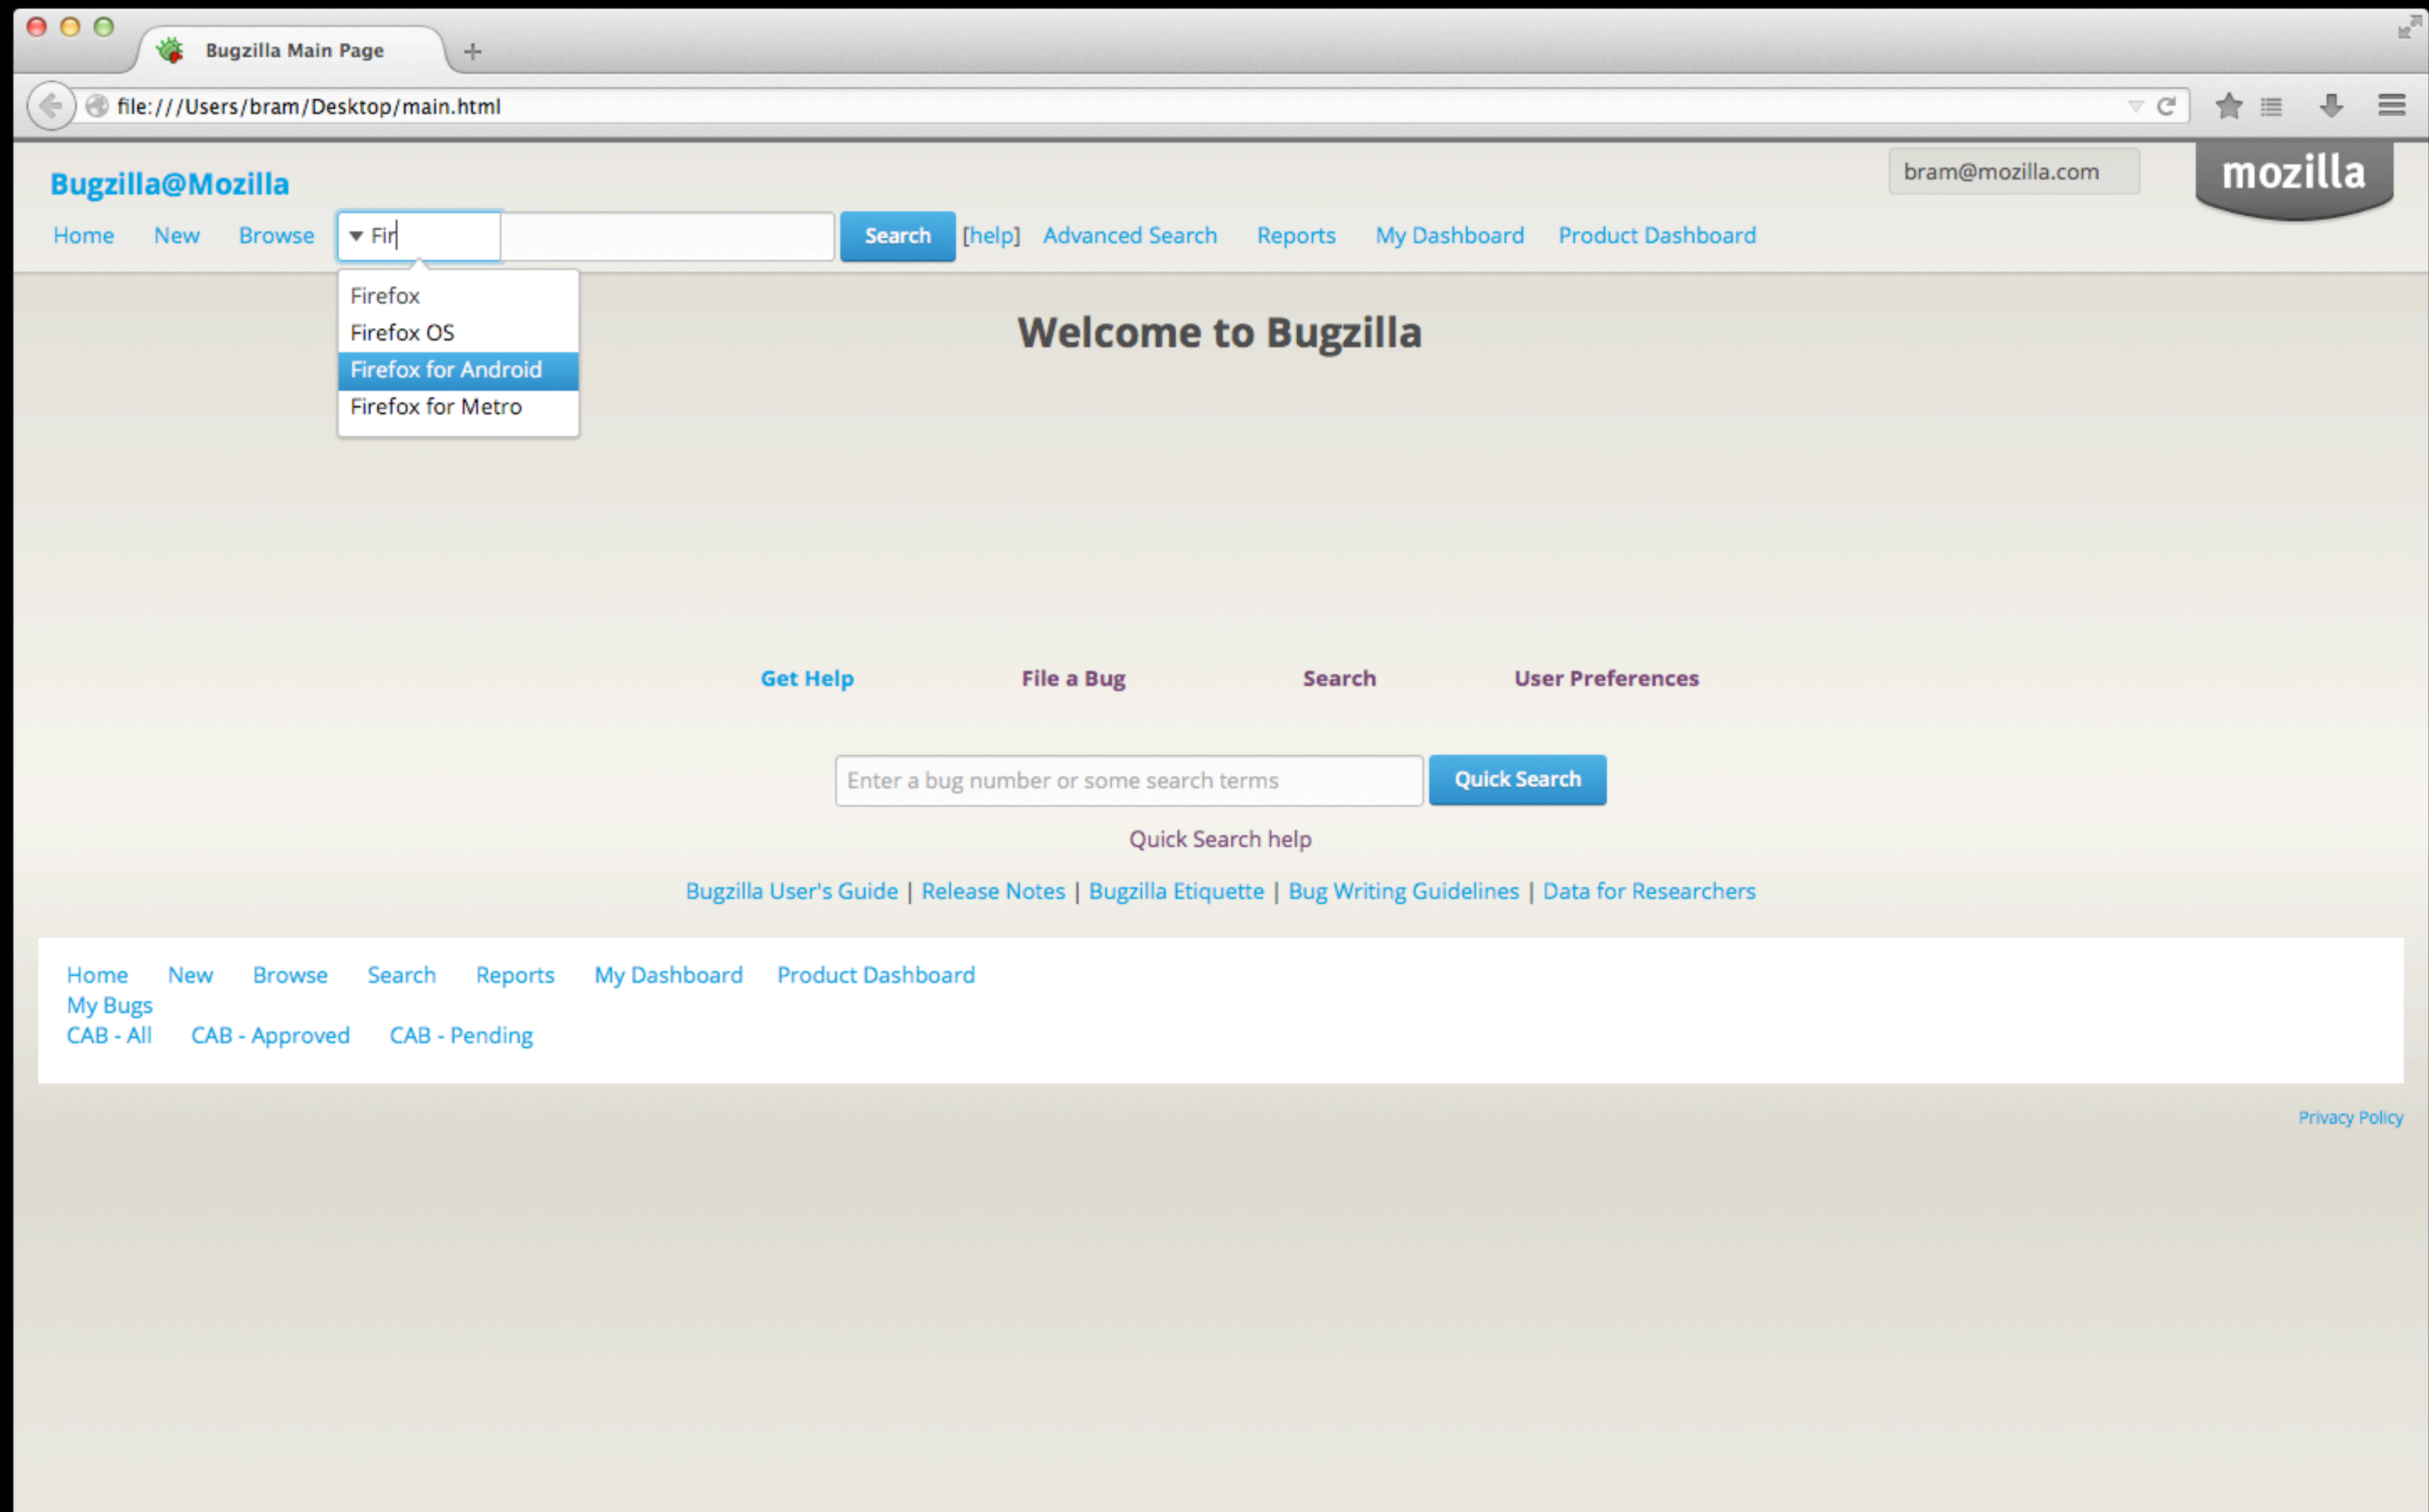 Bugzilla Main Page
file:///Users/bram/Desktop/main.html
Bugzilla@Mozilla
bram@mozilla.com
mozilla
Home New Browse Fir Search [help] Advanced Search Reports My Dashboard Product Dashboard
Firefox
Firefox OS
Firefox for Android
Firefox for Metro
Welcome to Bugzilla
Get Help File a Bug Search User Preferences
Enter a bug number or some search terms Quick Search
Quick Search help
Bugzilla User's Guide | Release Notes | Bugzilla Etiquette | Bug Writing Guidelines | Data for Researchers
Home New Browse Search Reports My Dashboard Product Dashboard
My Bugs
CAB - All CAB - Approved CAB - Pending
Privacy Policy